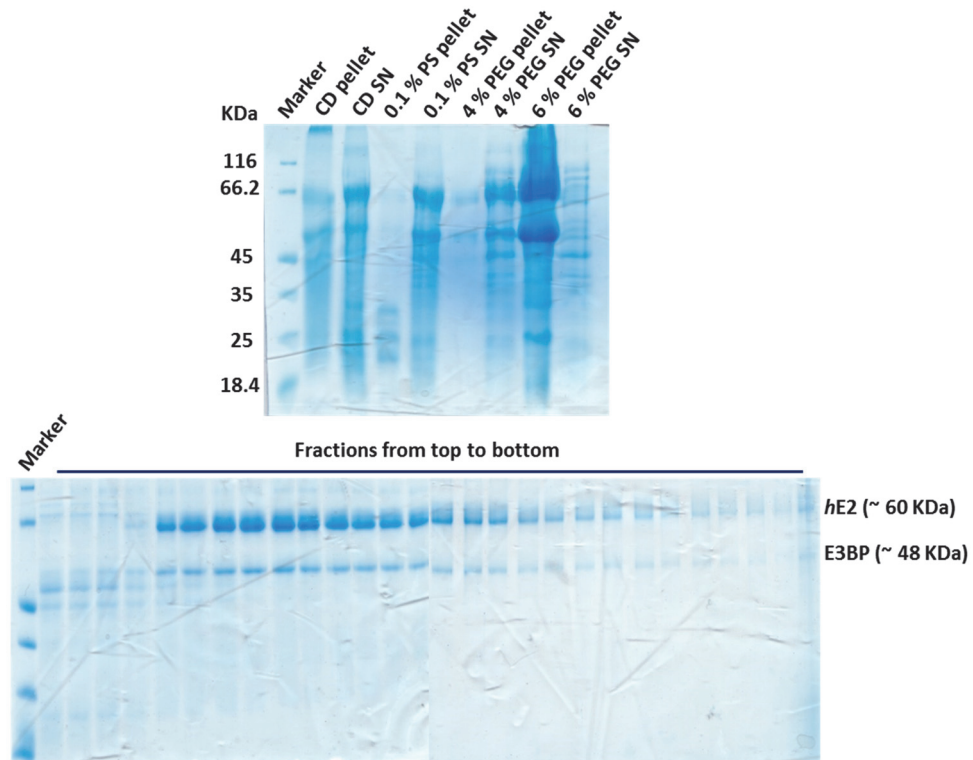 KDa
Marker
CD pellet
CD SN
0.1 % PS pellet
0.1 % PS SN
4 % PEG pellet
4 % PEG SN
6 % PEG pellet
6 % PEG SN
116
66.2
45
35
25
18.4
Marker
Fractions from top to bottom
hE2 (~ 60 KDa)
E3BP (~ 48 KDa)